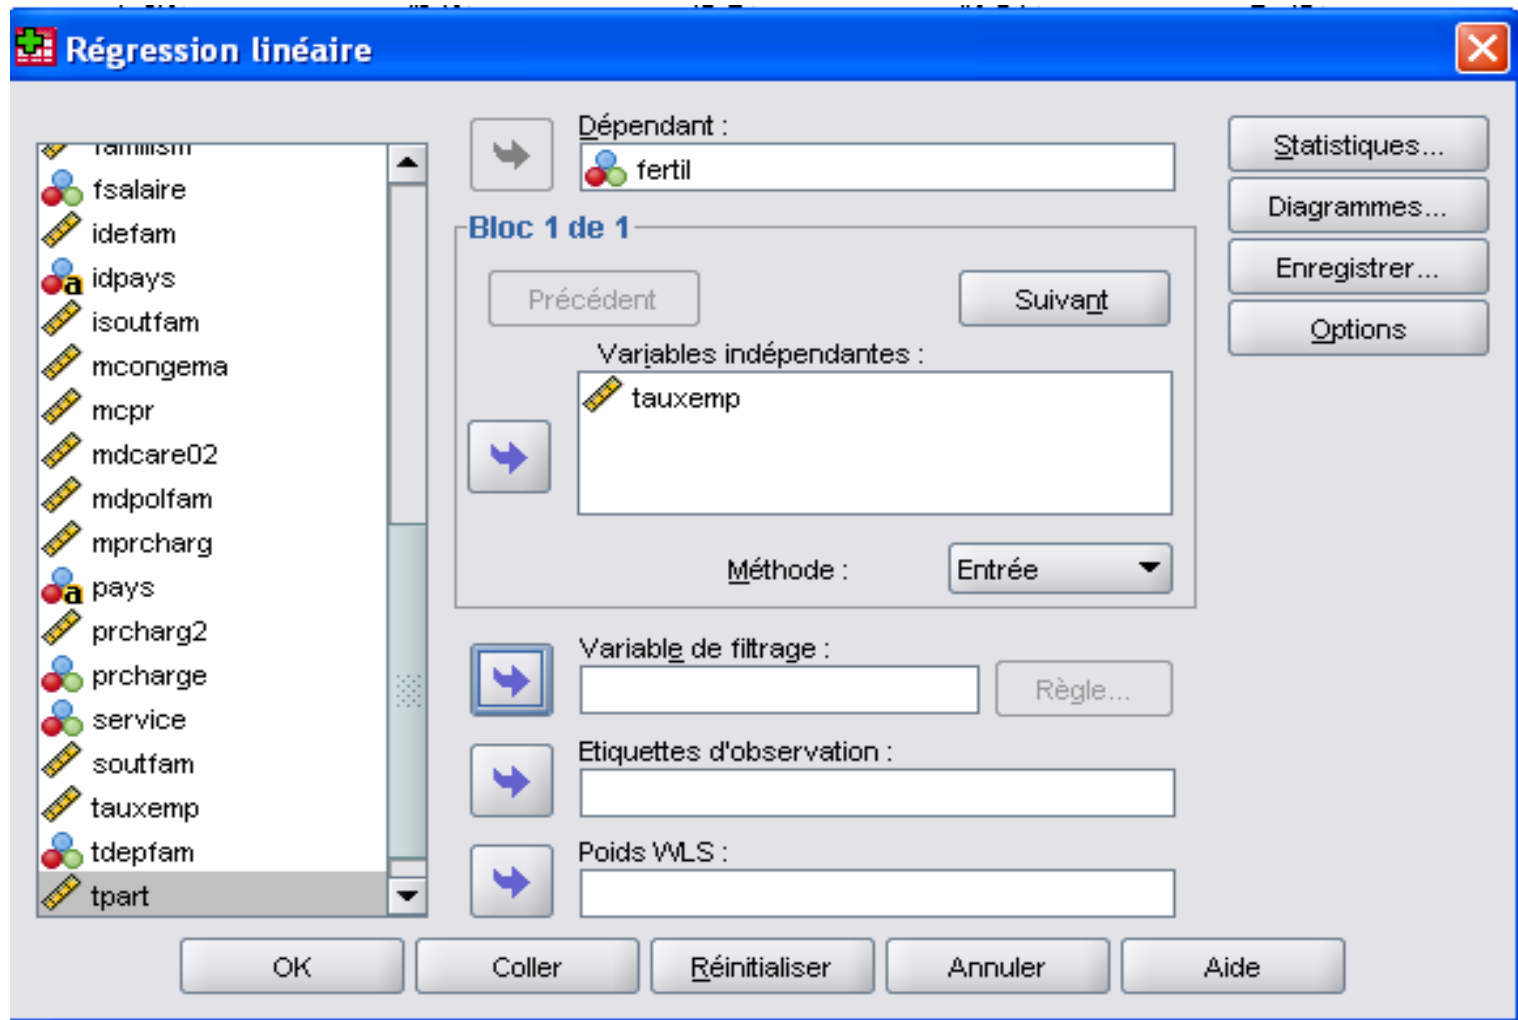 Régression linéaire
familism
fsalaire
idefam
idpays
isoutfam
mcongema
mcpr
mdcare02
mdpolfam
mprcharg
pays
prcharg2
prcharge
service
soutfam
tauxemp
tdepfam
tpart
Dépendant :
fertil
Bloc 1 de 1
Précédent
Suivant
Variables indépendantes :
tauxemp
Méthode :
Entrée
Variable de filtrage :
Règle...
Etiquettes d'observation :
Poids WLS :
Statistiques...
Diagrammes...
Enregistrer...
Options
OK
Coller
Réinitialiser
Annuler
Aide